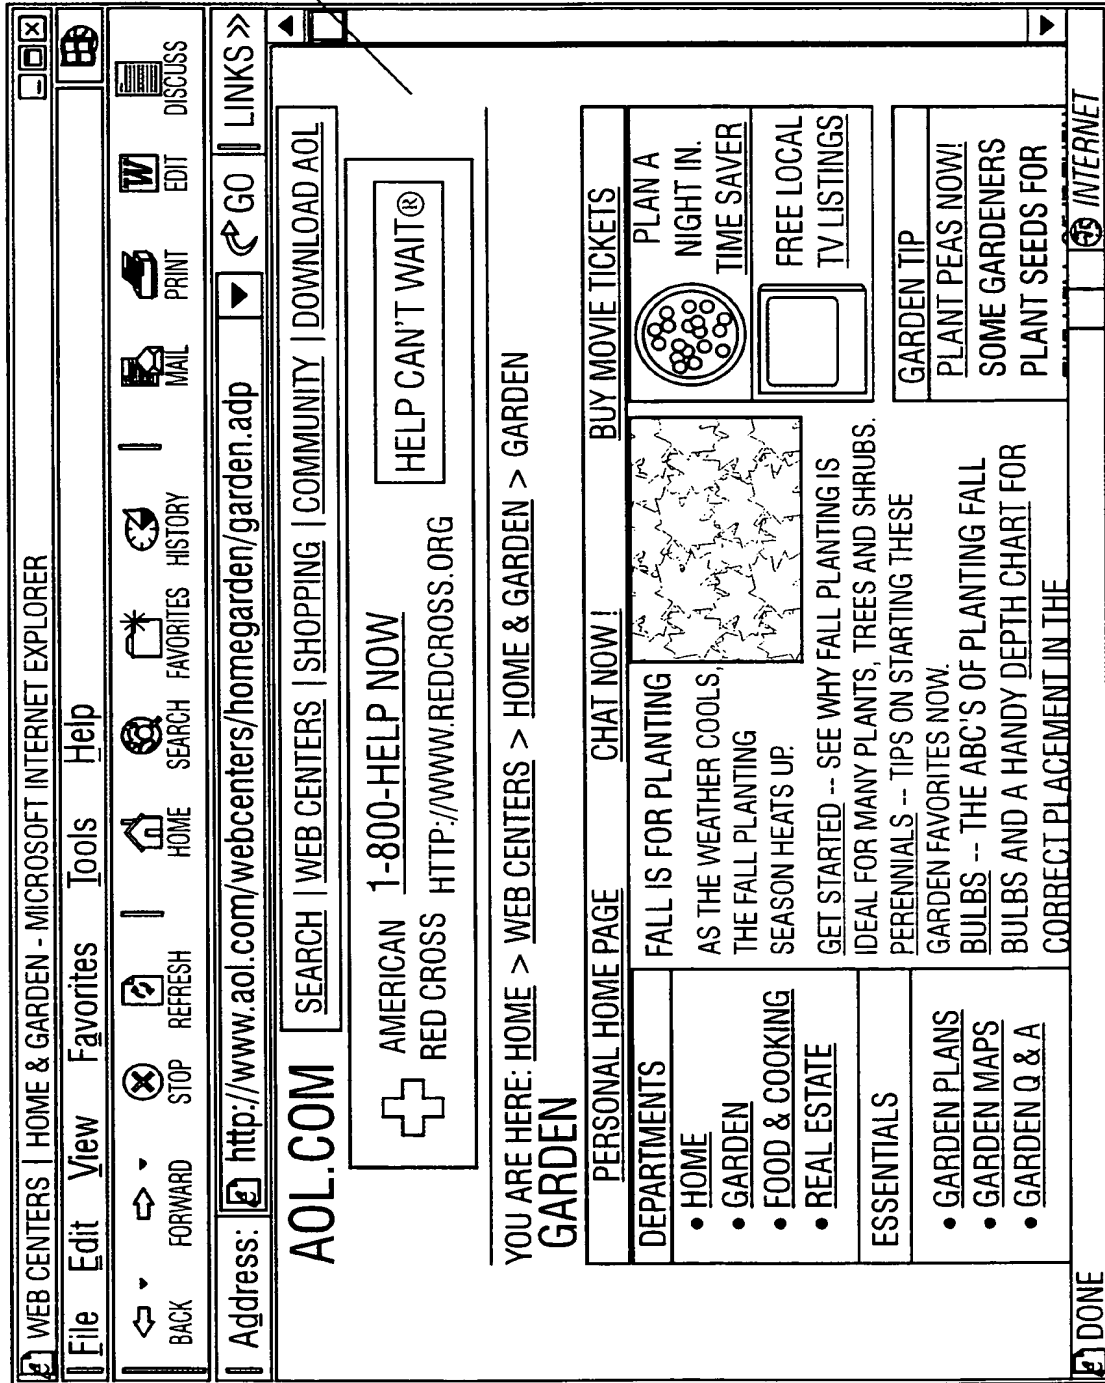 WEB CENTERS | HOME & GARDEN - MICROSOFT INTERNET EXPLORER
File Edit View Favorites Tools Help
BACK FORWARD STOP REFRESH HOME SEARCH FAVORITES HISTORY MAIL PRINT EDIT DISCUSS
Address: http://www.aol.com/webcenters/homegarden/garden.adp GO LINKS »
AOL.COM SEARCH | WEB CENTERS | SHOPPING | COMMUNITY | DOWNLOAD AOL
AMERICAN RED CROSS
1-800-HELP NOW
HTTP://WWW.REDCROSS.ORG
HELP CAN'T WAIT®
YOU ARE HERE: HOME > WEB CENTERS > HOME & GARDEN > GARDEN
GARDEN
PERSONAL HOME PAGE CHAT NOW! BUY MOVIE TICKETS
DEPARTMENTS
• HOME
• GARDEN
• FOOD & COOKING
• REAL ESTATE
ESSENTIALS
• GARDEN PLANS
• GARDEN MAPS
• GARDEN Q & A
FALL IS FOR PLANTING
AS THE WEATHER COOLS,
THE FALL PLANTING
SEASON HEATS UP.
GET STARTED -- SEE WHY FALL PLANTING IS
IDEAL FOR MANY PLANTS, TREES AND SHRUBS.
PERENNIALS -- TIPS ON STARTING THESE
GARDEN FAVORITES NOW.
BULBS -- THE ABC'S OF PLANTING FALL
BULBS AND A HANDY DEPTH CHART FOR
CORRECT PLACEMENT IN THE
PLAN A
NIGHT IN.
TIME SAVER
FREE LOCAL
TV LISTINGS
GARDEN TIP
PLANT PEAS NOW!
SOME GARDENERS
PLANT SEEDS FOR
DONE INTERNET